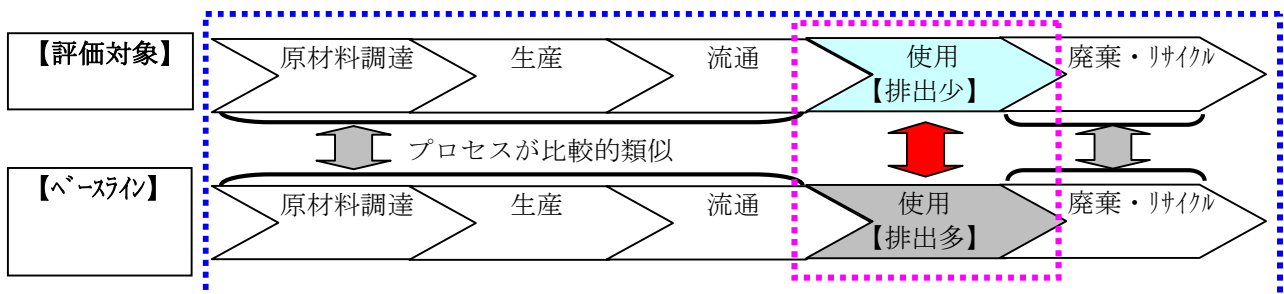 【評価対象】
原材料調達
生産
流通
使用
【排出少】
廃棄・ﾘｻｲｸﾙ
プロセスが比較的類似
【ﾍﾞｰｽﾗｲﾝ】
原材料調達
生産
流通
使用
【排出多】
廃棄・ﾘｻｲｸﾙ